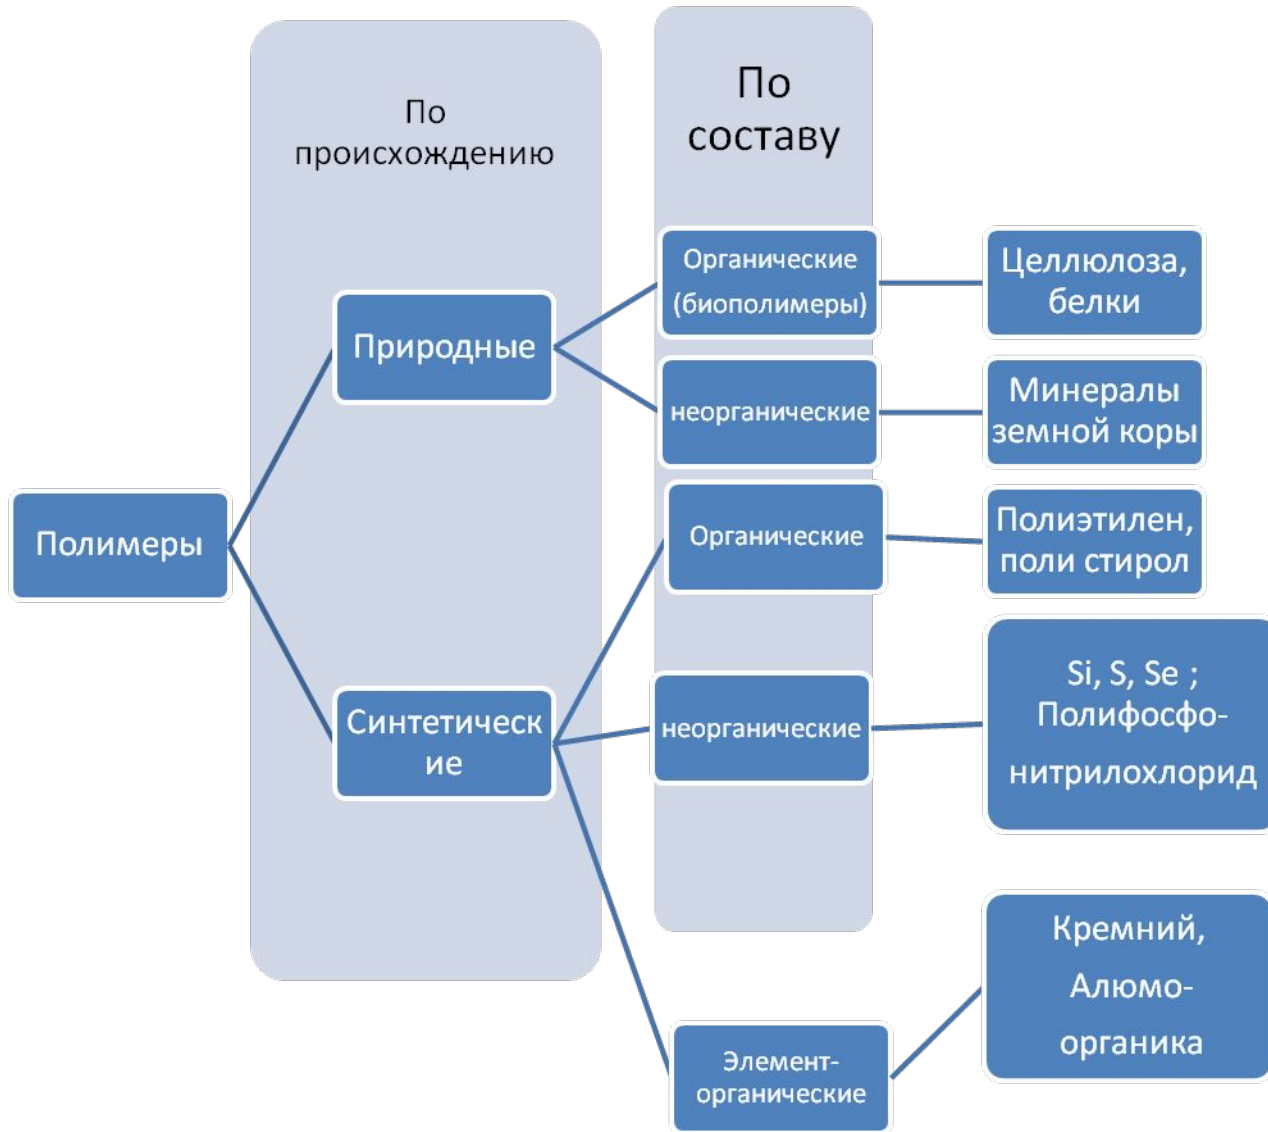 По
происхождению
По
составу
Органические
(биополимеры)
Целлюлоза,
белки
Природные
неорганические
Минералы
земной коры
Полимеры
Органические
Полиэтилен,
поли стирол
Синтетическ
ие
неорганические
Si, S, Se ;
Полифосфо-
нитрилохлорид
Элемент-
органические
Кремний,
Алюмо-
органика